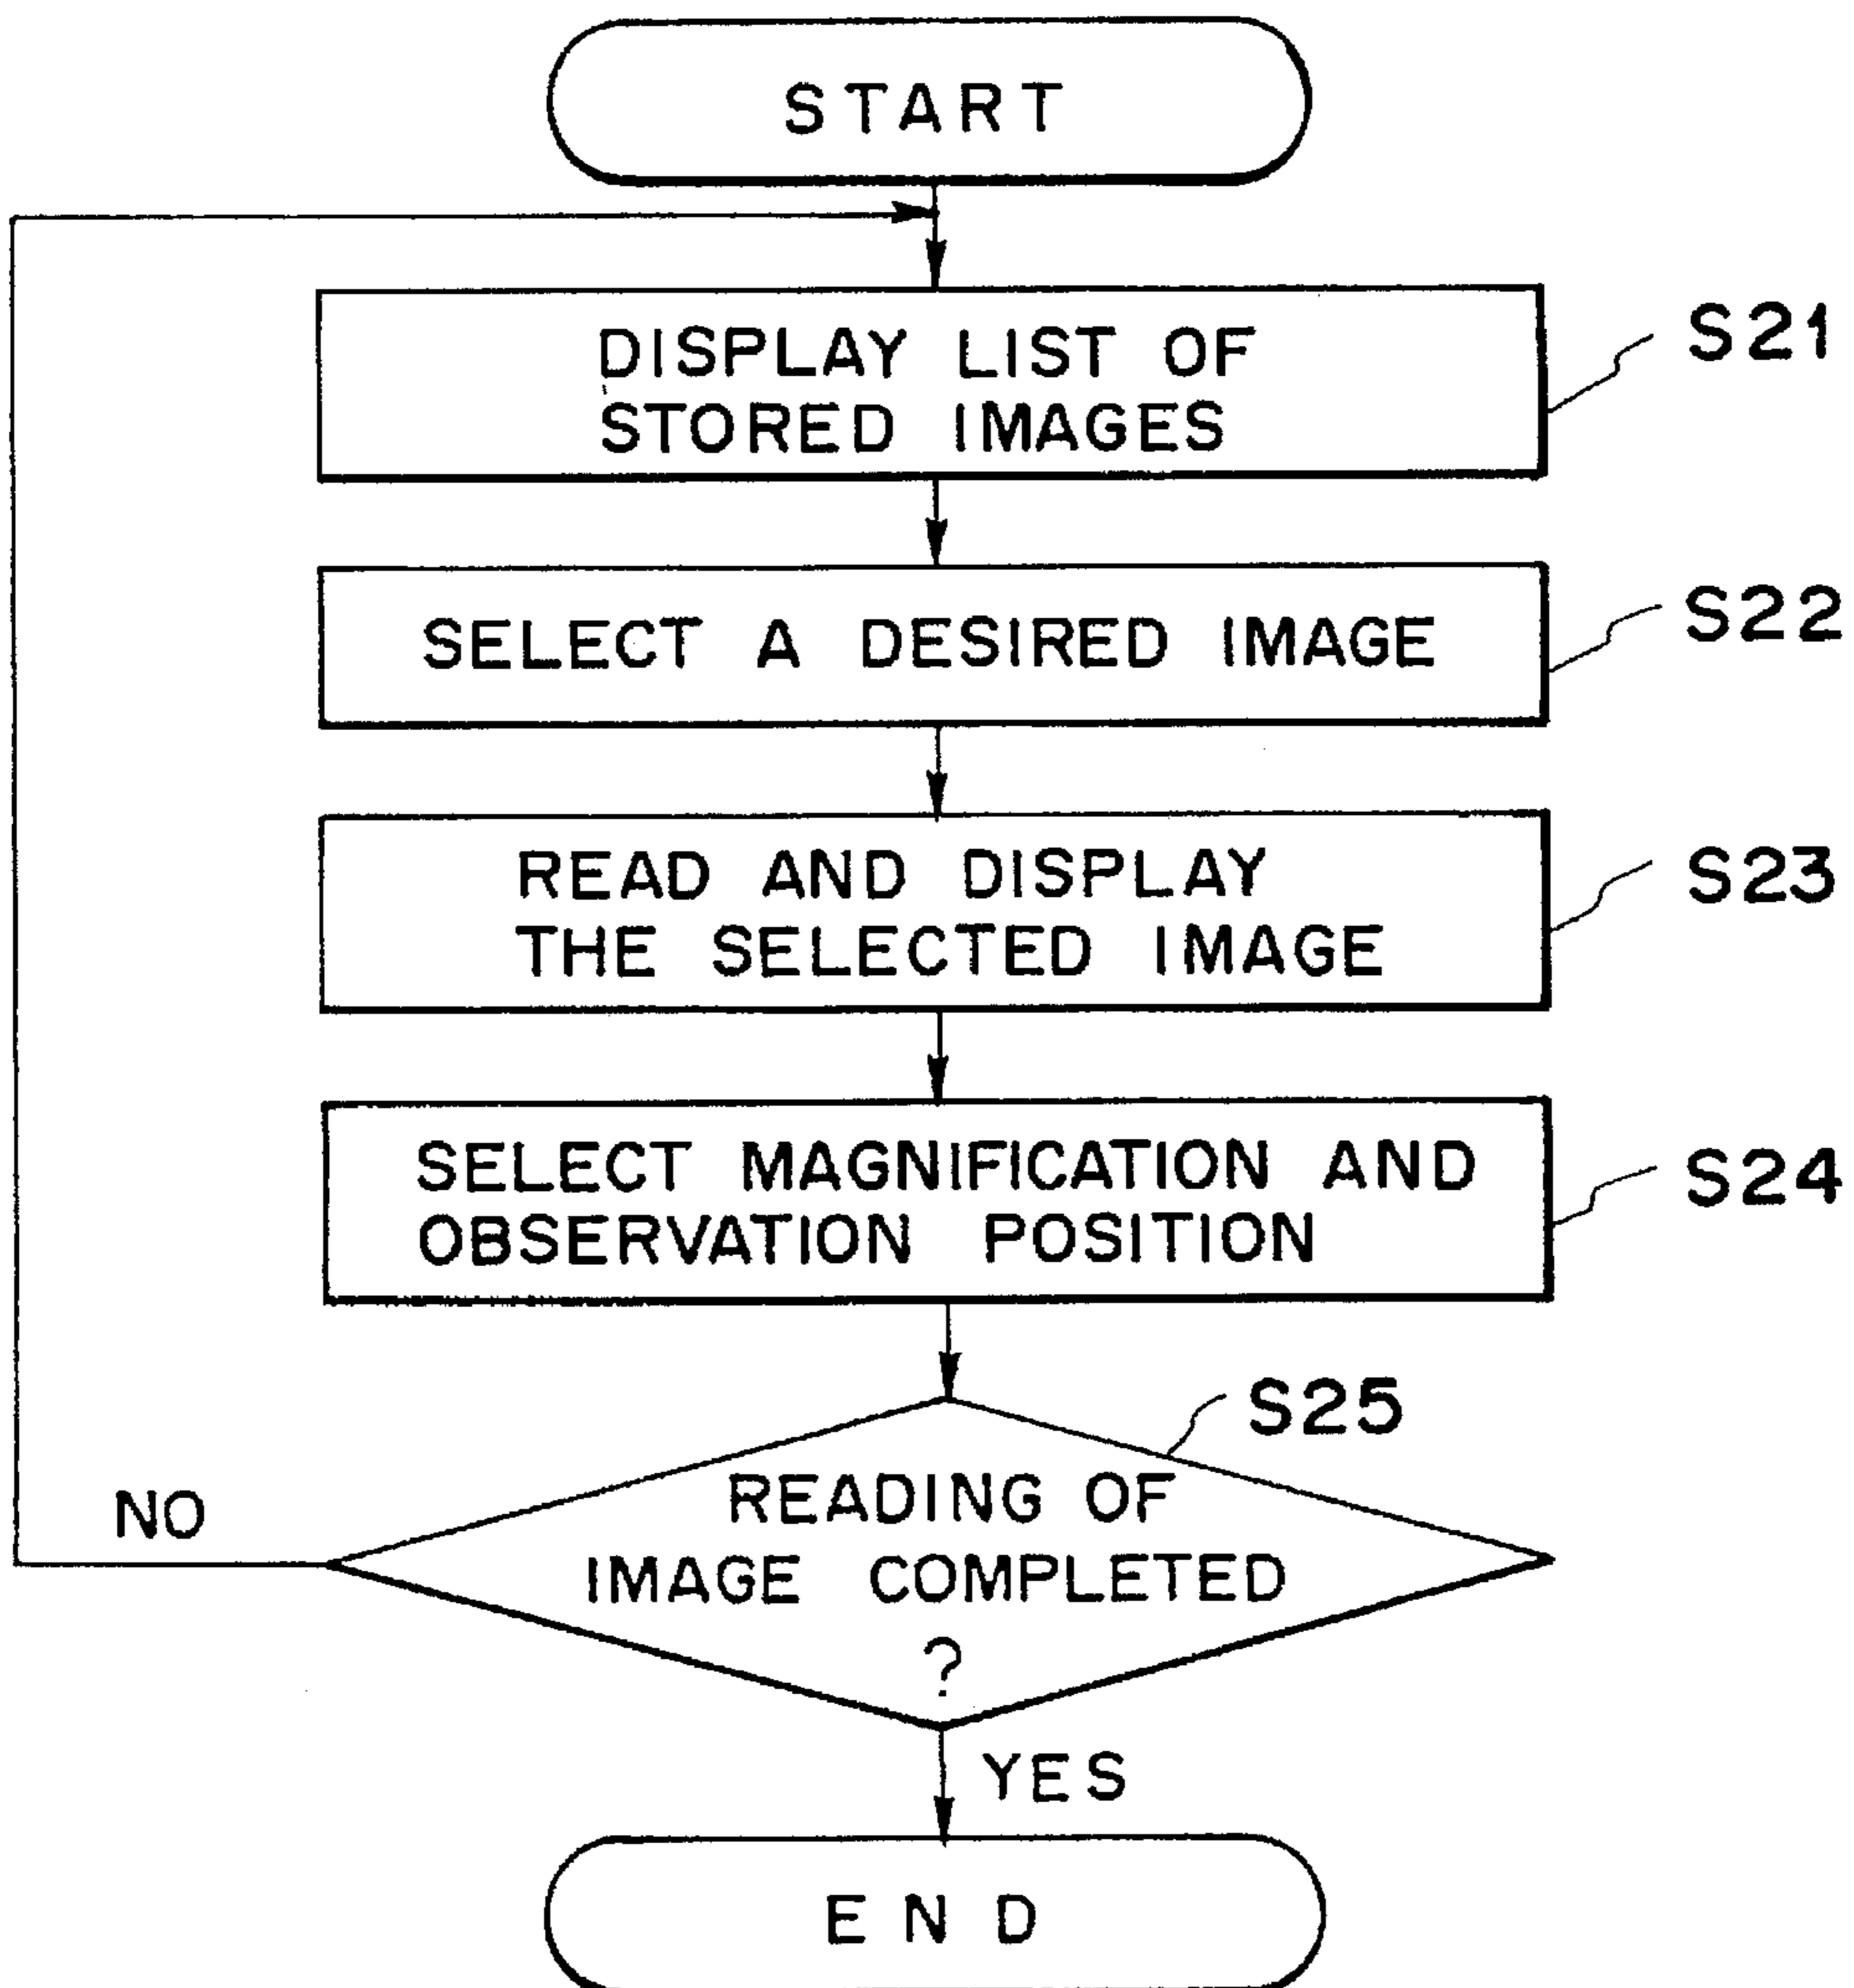 START
DISPLAY LIST OF
STORED IMAGES
S21
SELECT A DESIRED IMAGE
S22
READ AND DISPLAY
THE SELECTED IMAGE
S23
SELECT MAGNIFICATION AND
OBSERVATION POSITION
S24
S25
READING OF
IMAGE COMPLETED
?
NO
YES
END